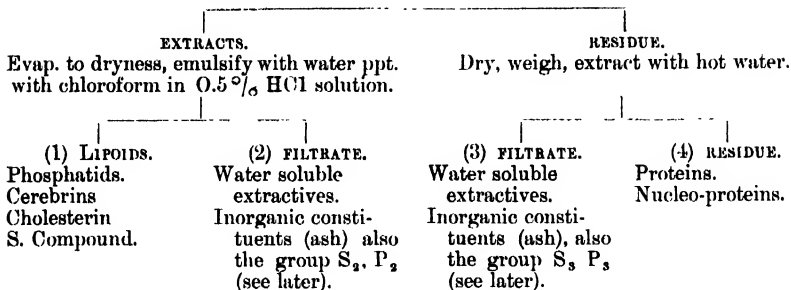 EXTRACTS.
Evap. to dryness, emulsify with water ppt.
with chloroform in 0.5% HCl solution.
RESIDUE.
Dry, weigh, extract with hot water.
(1) LIPOIDS.
Phosphatids.
Cerebrins
Cholesterin
S. Compound.
(2) FILTRATE.
Water soluble
extractives.
Inorganic consti-
tuents (ash) also
the group S₂, P₂
(see later).
(3) FILTRATE.
Water soluble
extractives.
Inorganic consti-
tuents (ash), also
the group S₃ P₃
(see later).
(4) RESIDUE.
Proteins.
Nucleo-proteins.